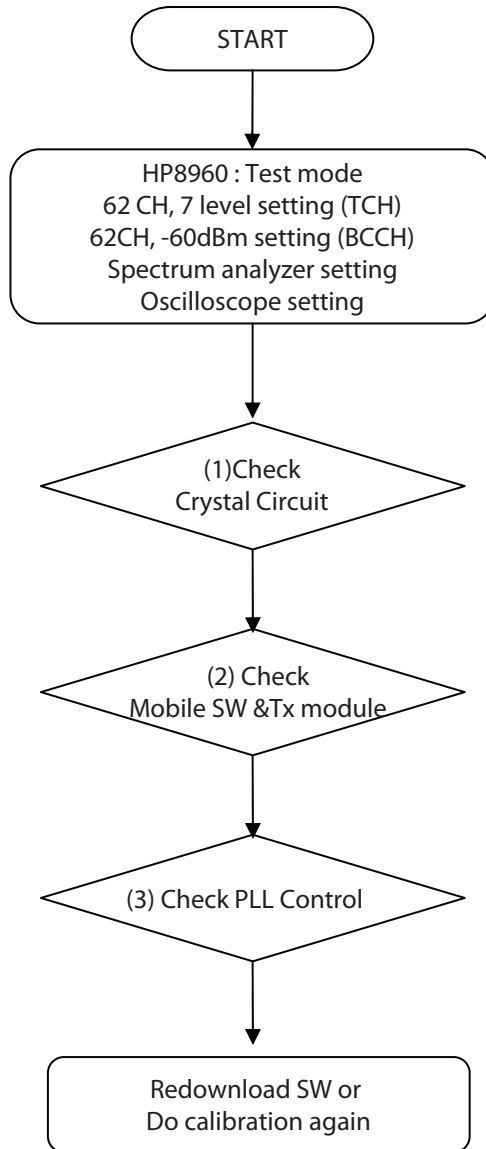 START
HP8960 : Test mode
62 CH, 7 level setting (TCH)
62CH, -60dBm setting (BCCH)
Spectrum analyzer setting
Oscilloscope setting
(1)Check
Crystal Circuit
(2) Check
Mobile SW &Tx module
(3) Check PLL Control
Redownload SW or
Do calibration again